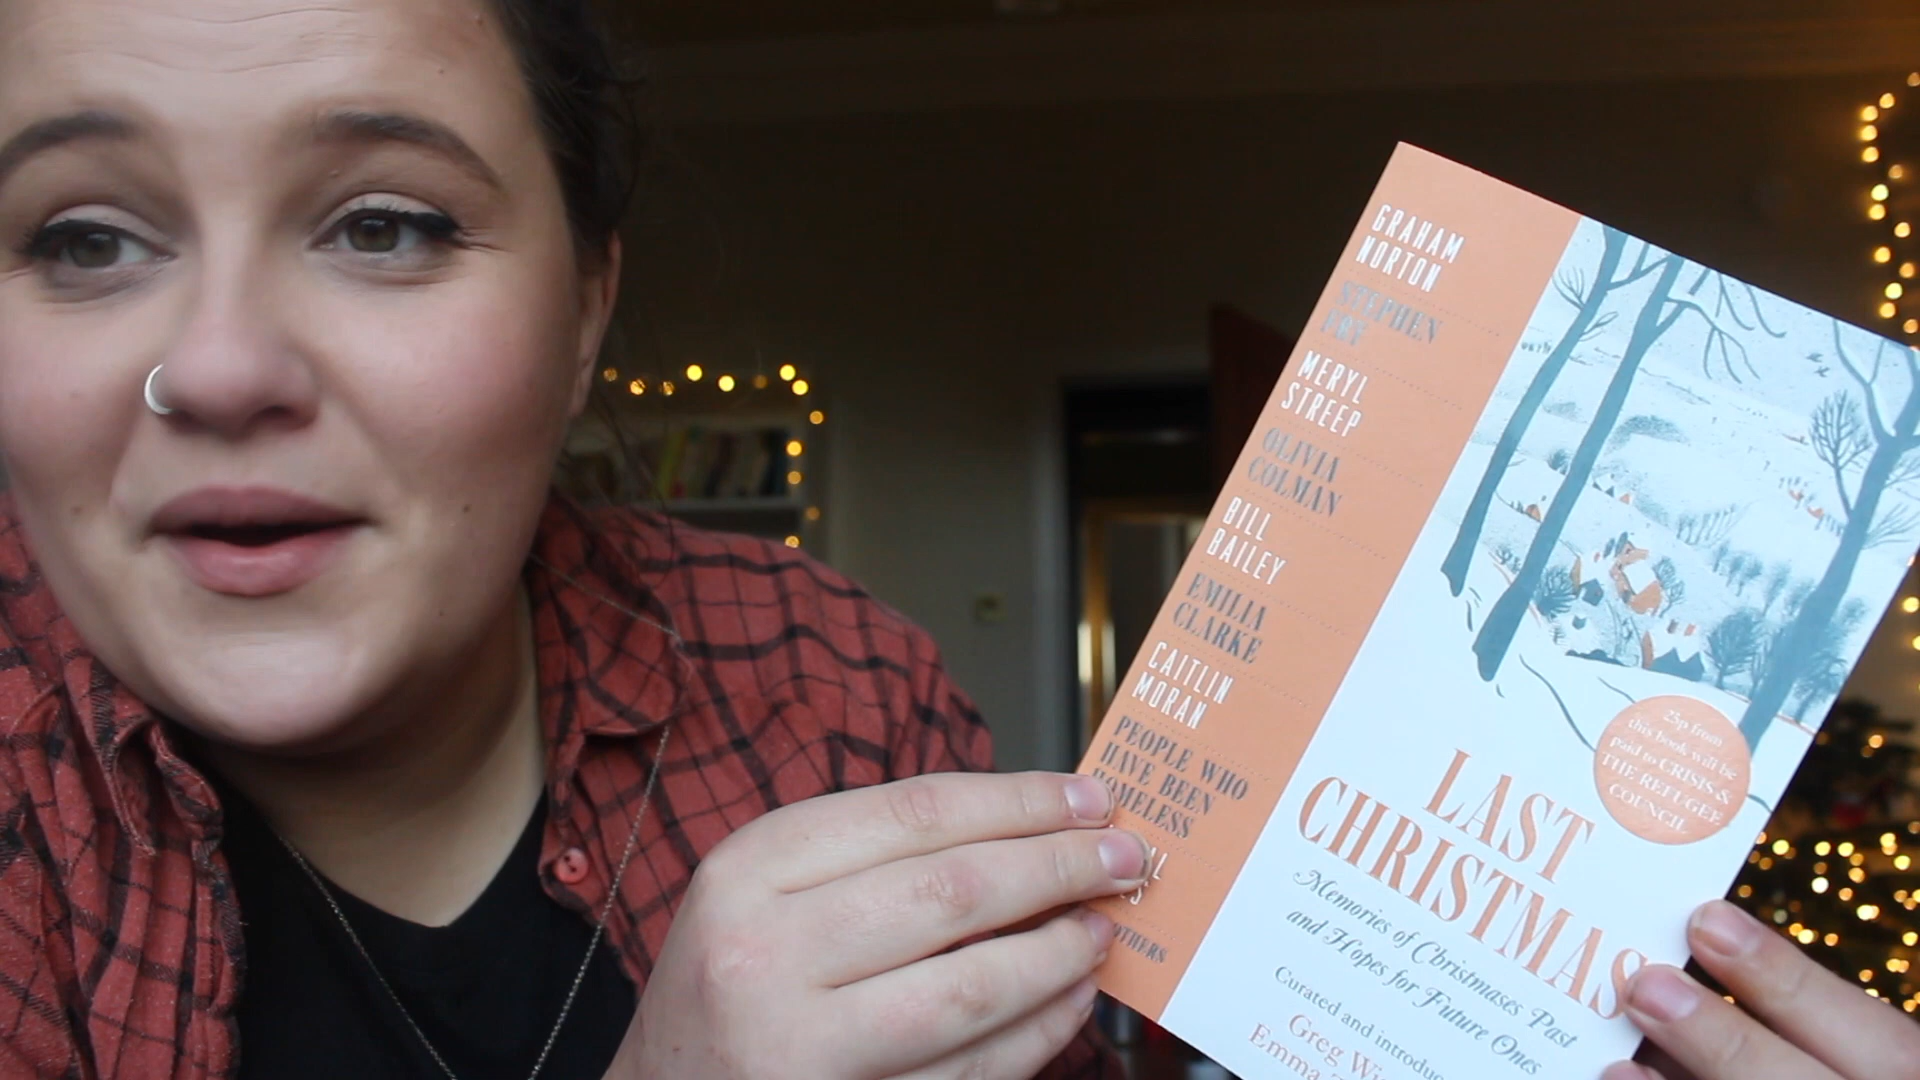 GRAHAM
NORTON
STEPHEN
FRY
MERYL
STREEP
OLIVIA
COLMAN
BILL
BAILEY
EMILIA
CLARKE
CAITLIN
MORAN
PEOPLE WHO
HAVE BEEN
HOMELESS
OTHERS
25p from
this book will be
paid to CRISIS &
THE REFUGEE
COUNCIL
LAST
CHRISTMAS
Memories of Christmases Past
and Hopes for Future Ones
Curated and introduc
Greg
Emma